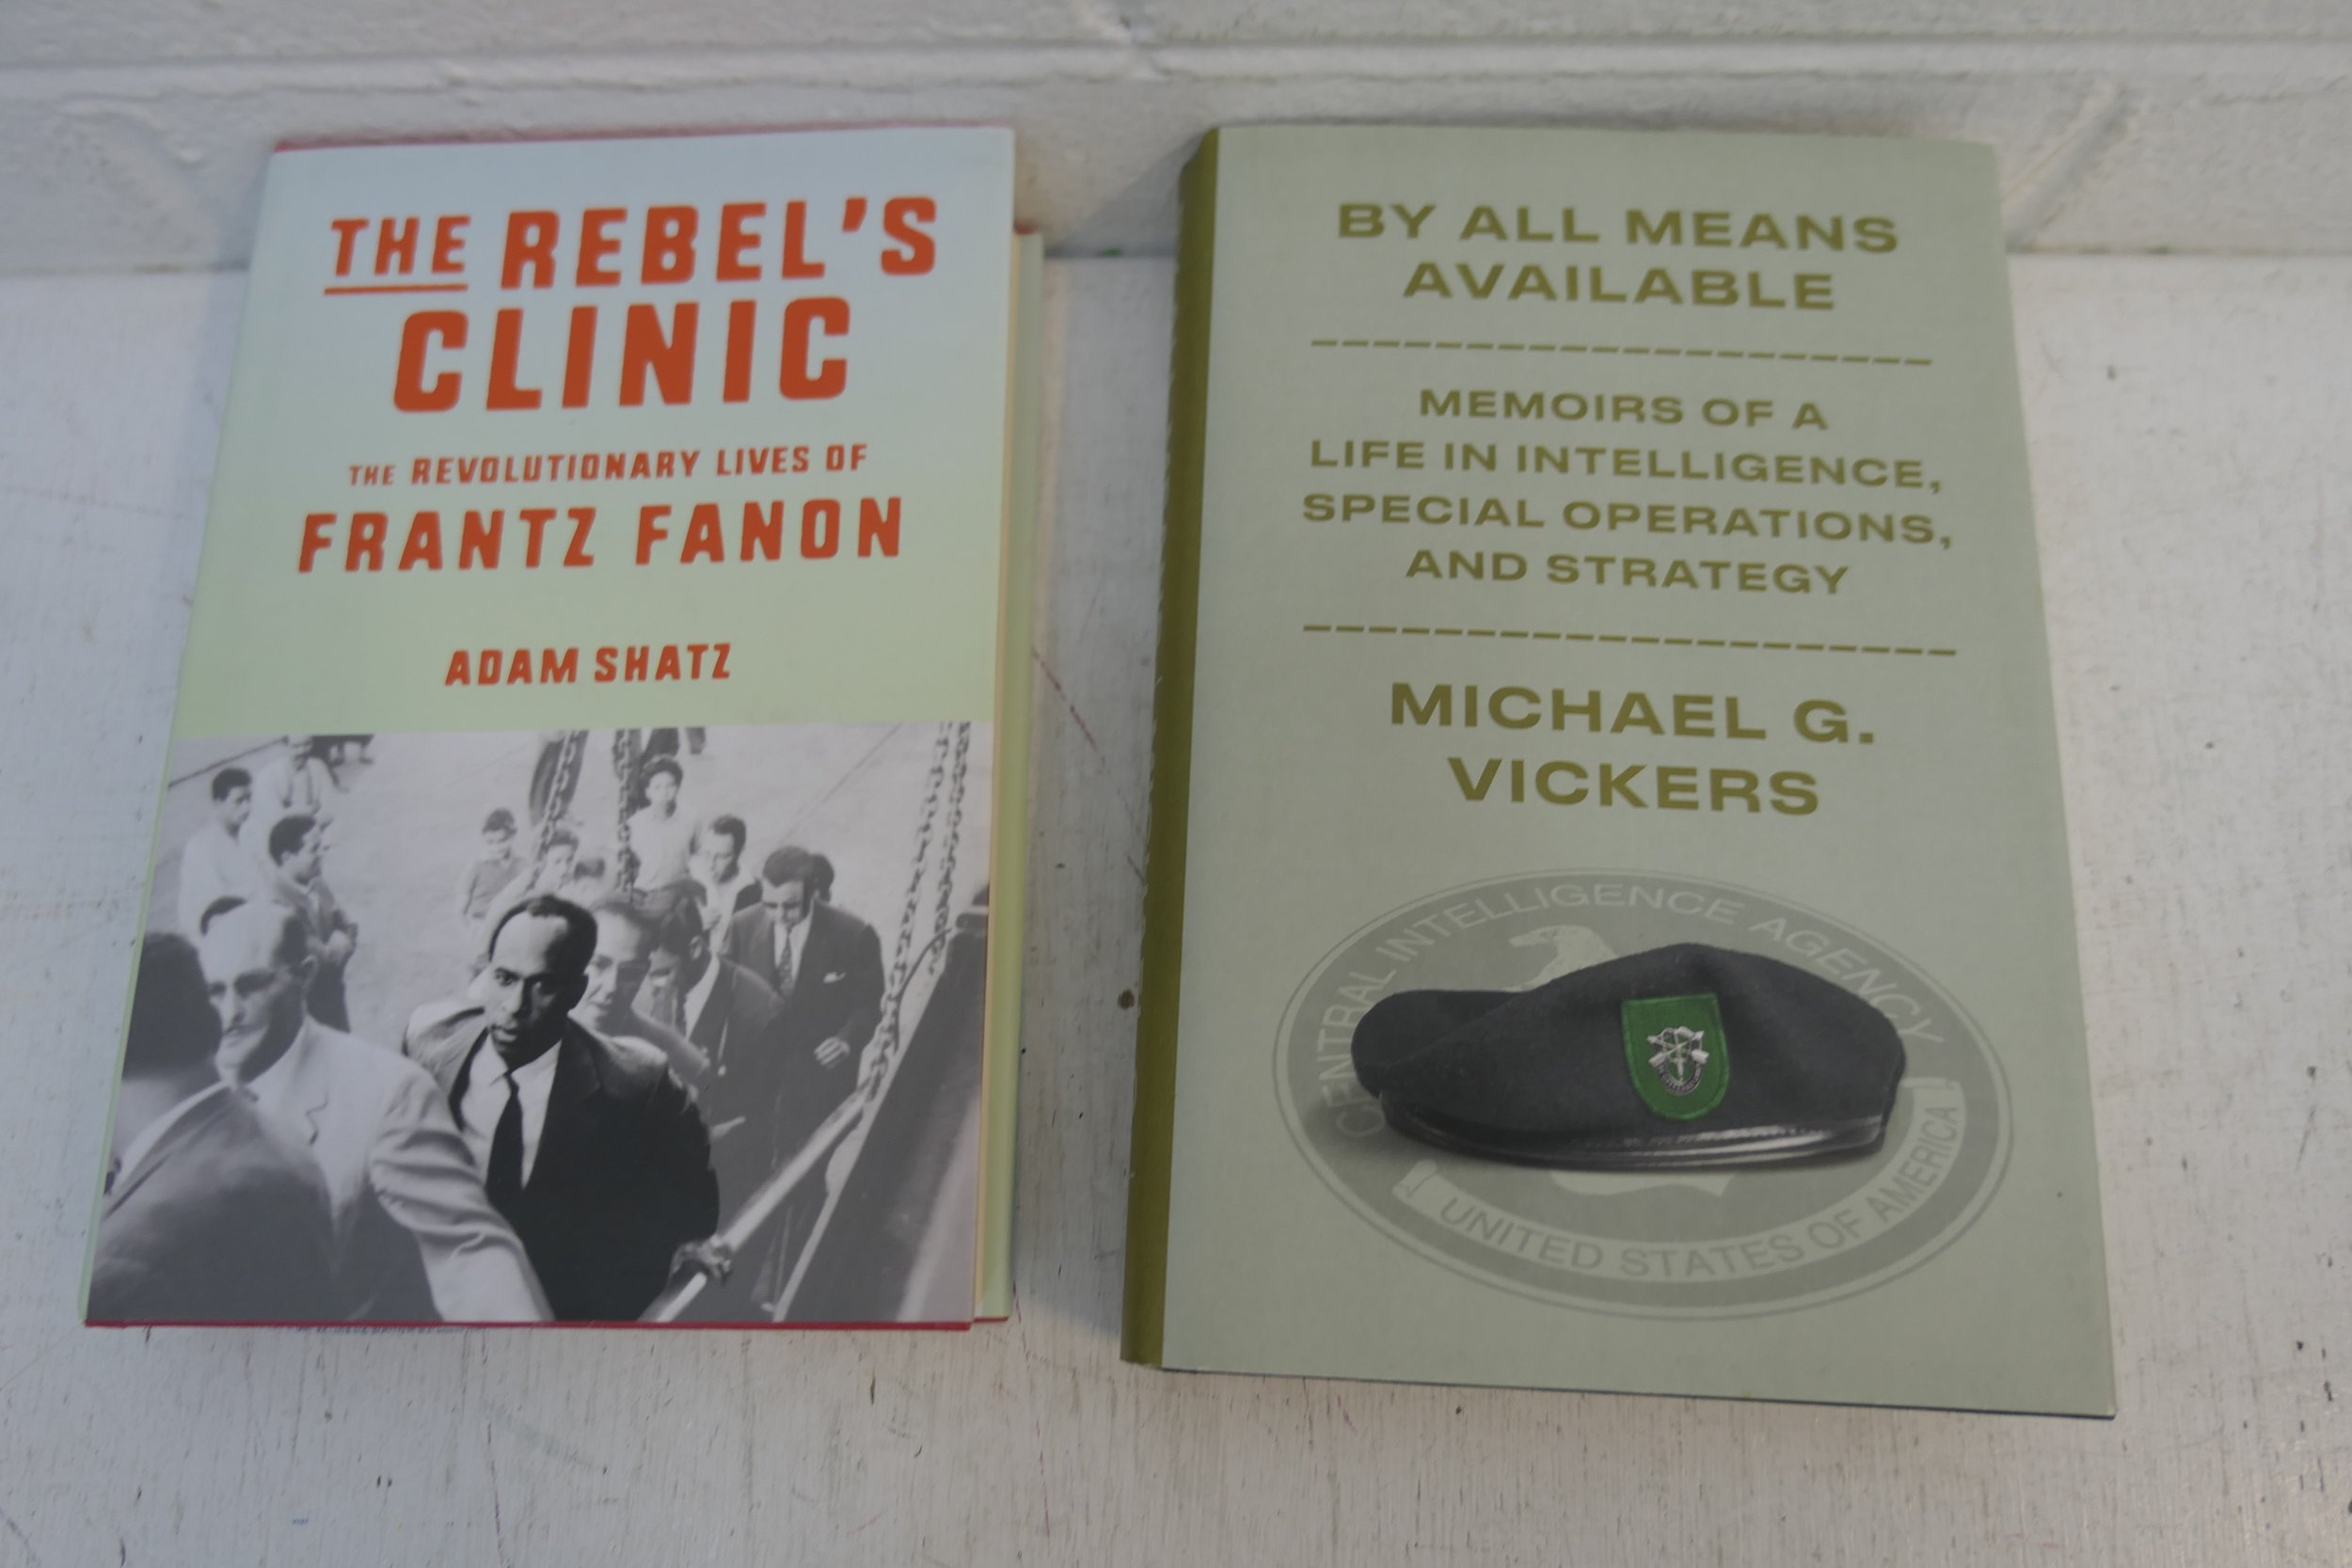 THE REBEL'S
CLINIC
THE REVOLUTIONARY LIVES OF
FRANTZ FANON
ADAM SHATZ
BY ALL MEANS
AVAILABLE
MEMOIRS OF A
LIFE IN INTELLIGENCE,
SPECIAL OPERATIONS,
AND STRATEGY
MICHAEL G.
VICKERS
CENTRAL INTELLIGENCE AGENCY
UNITED STATES OF AMERICA